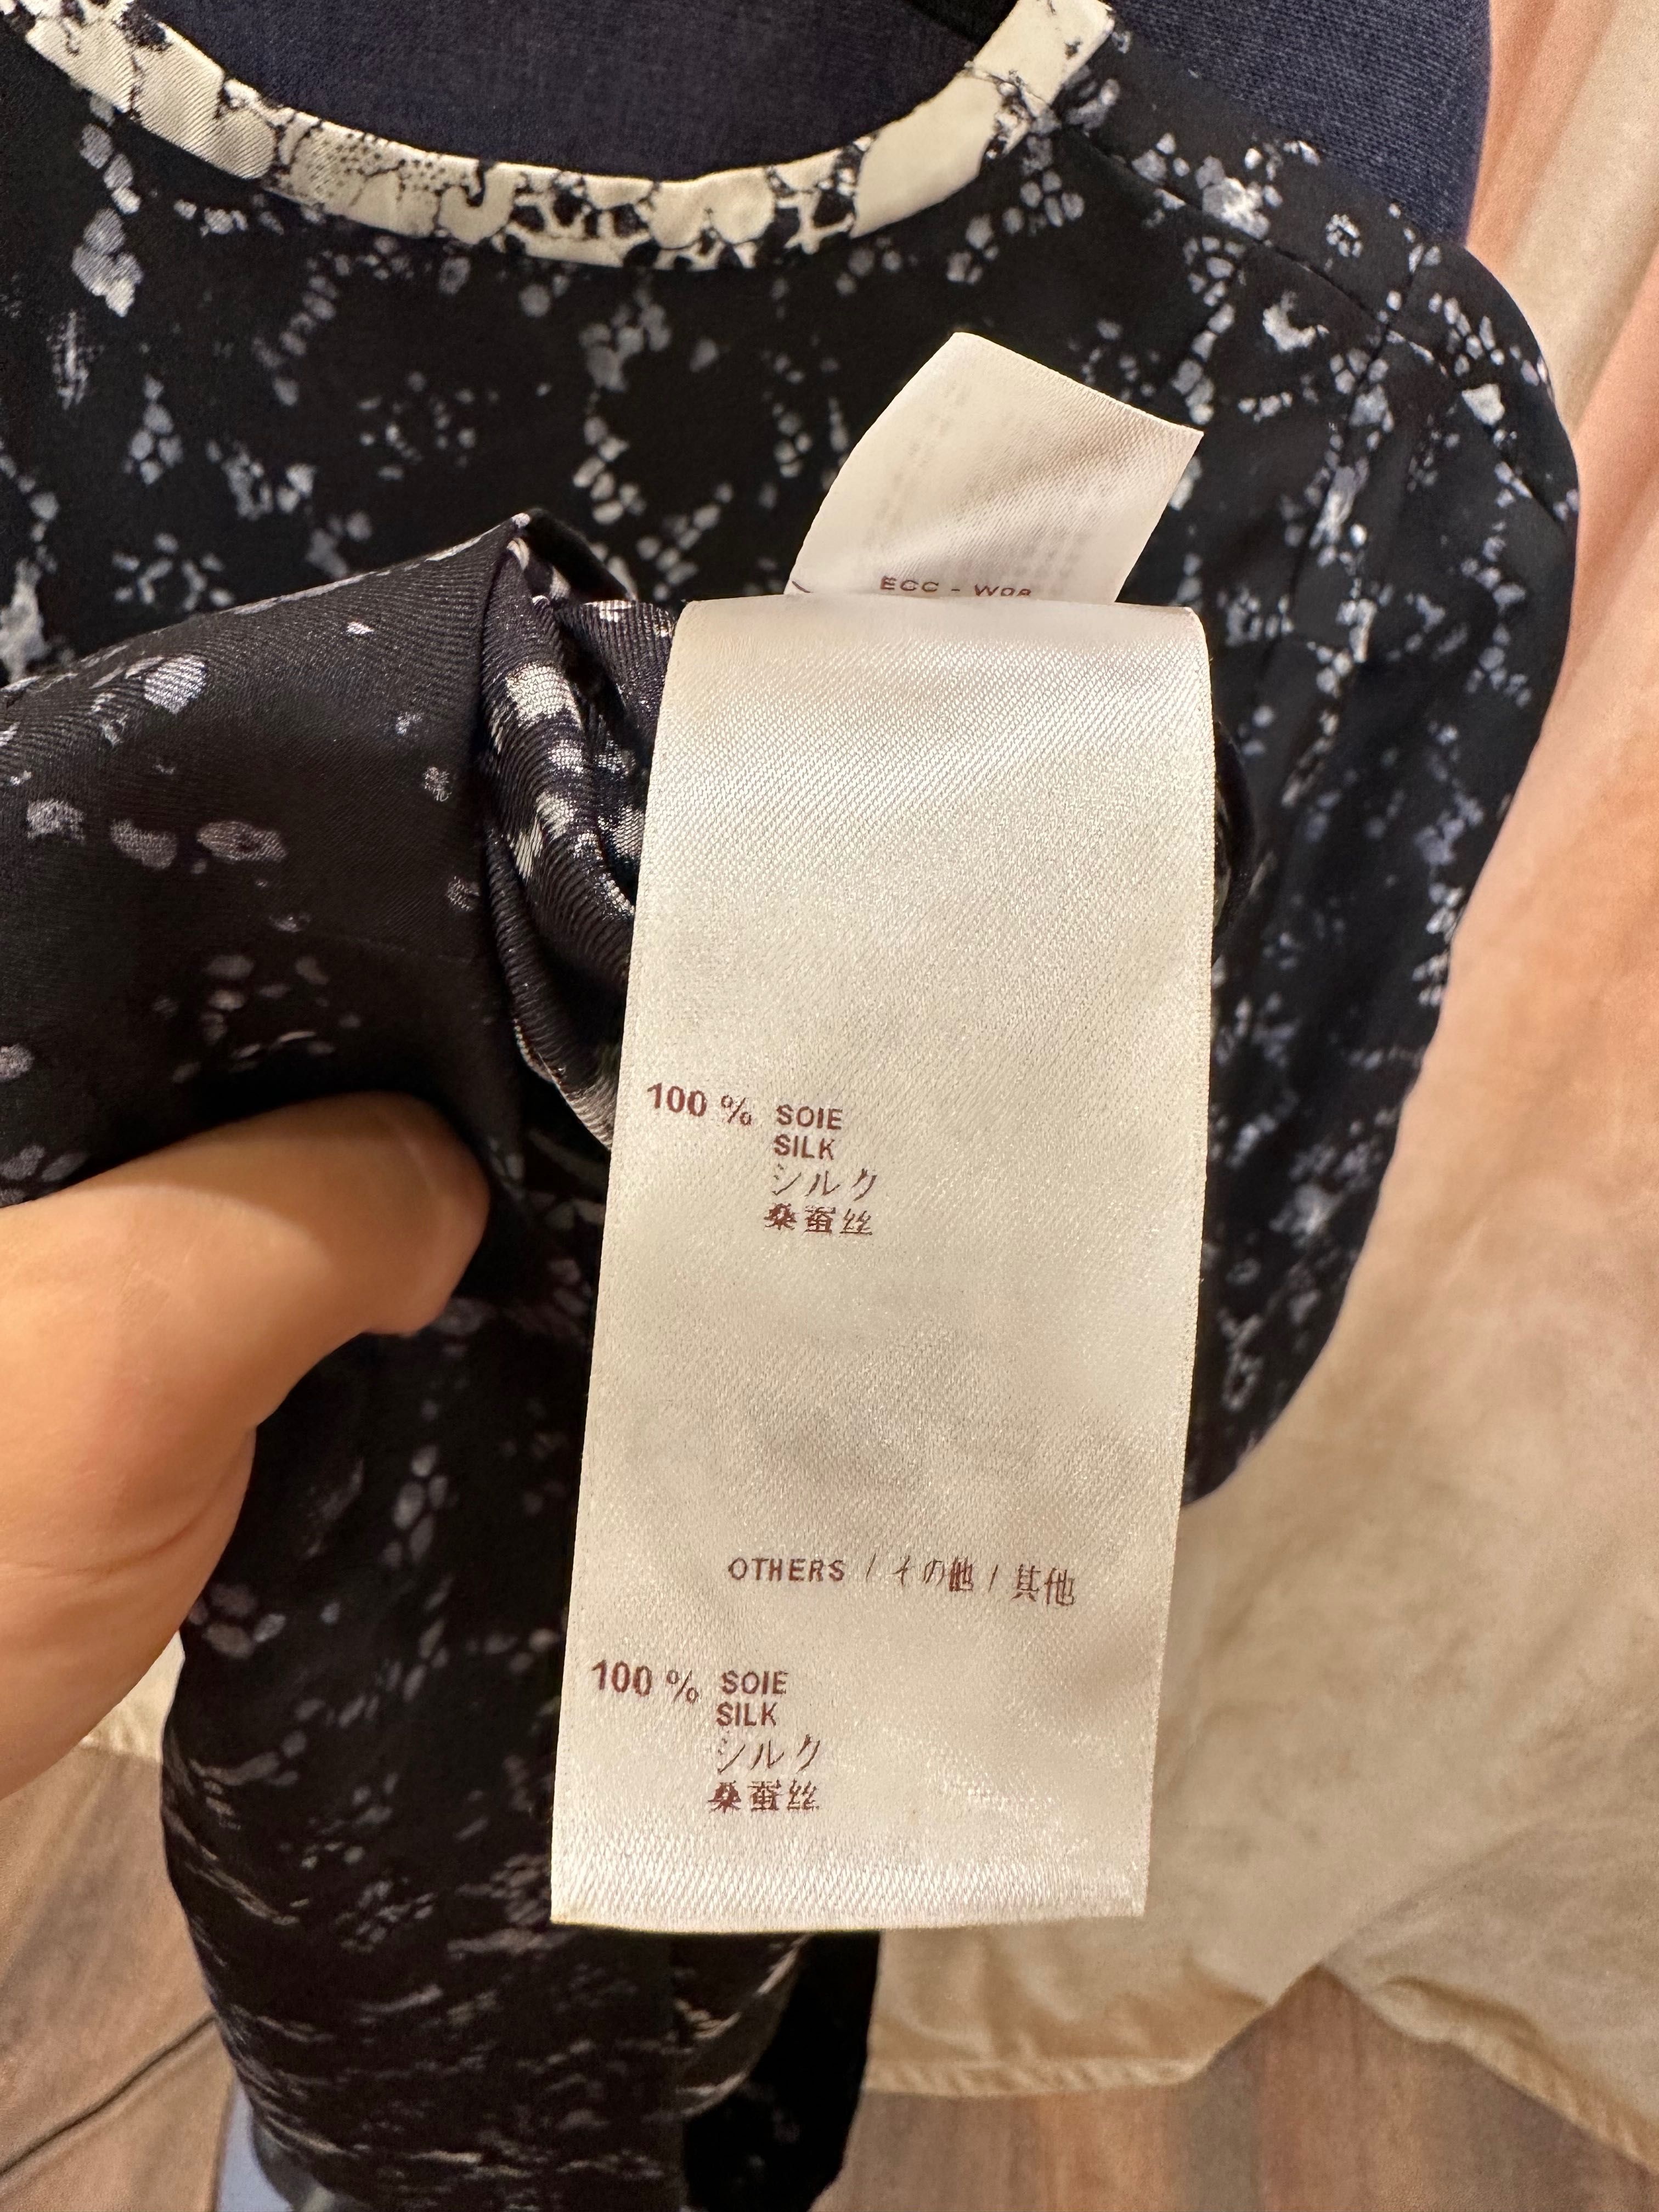 ECC - W08
100 % SOIE
SILK
シルク
桑蚕丝
OTHERS / その他 / 其他
100 % SOIE
SILK
シルク
桑蚕丝